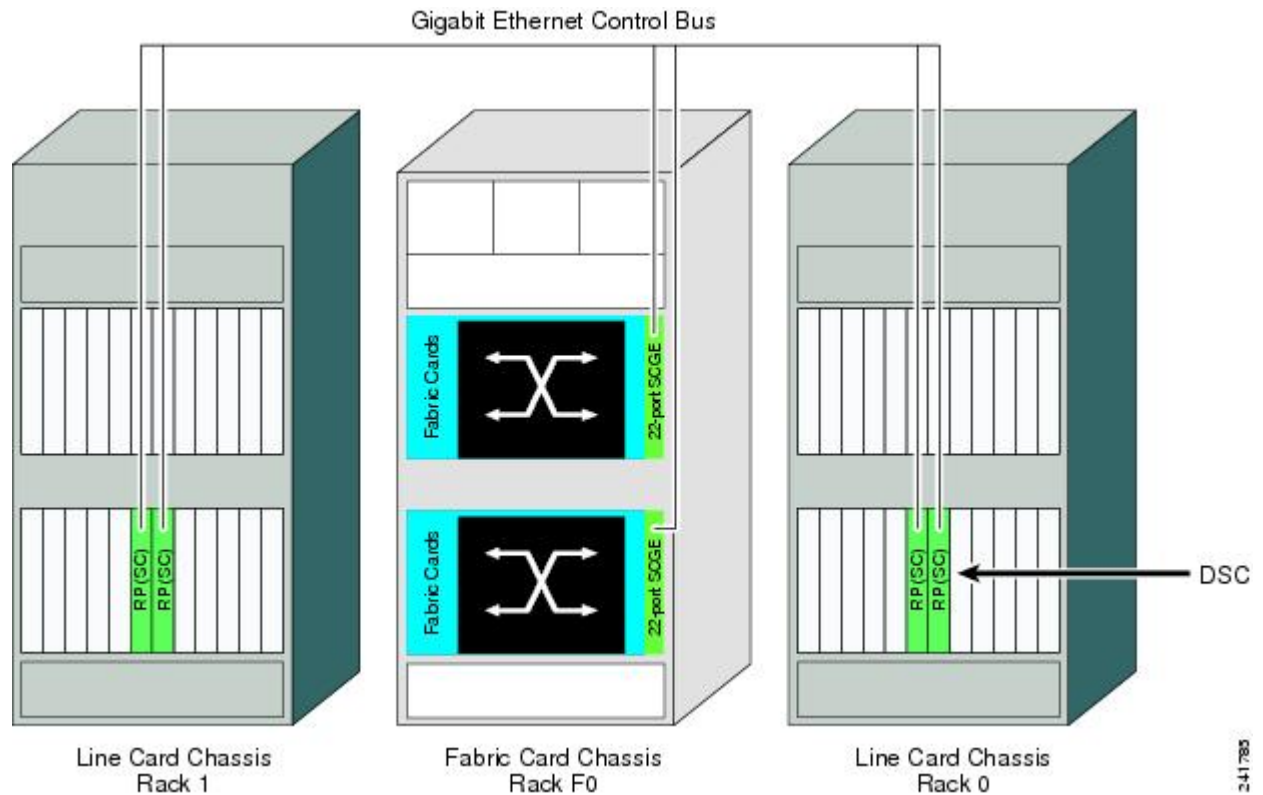 Gigabit Ethernet Control Bus
Fabric Cards
22-port SCGE
Fabric Cards
22-port SCGE
RP (SC)
RP (SC)
RP (SC)
RP (SC)
DSC
Line Card Chassis
Rack 1
Fabric Card Chassis
Rack F0
Line Card Chassis
Rack 0
241785